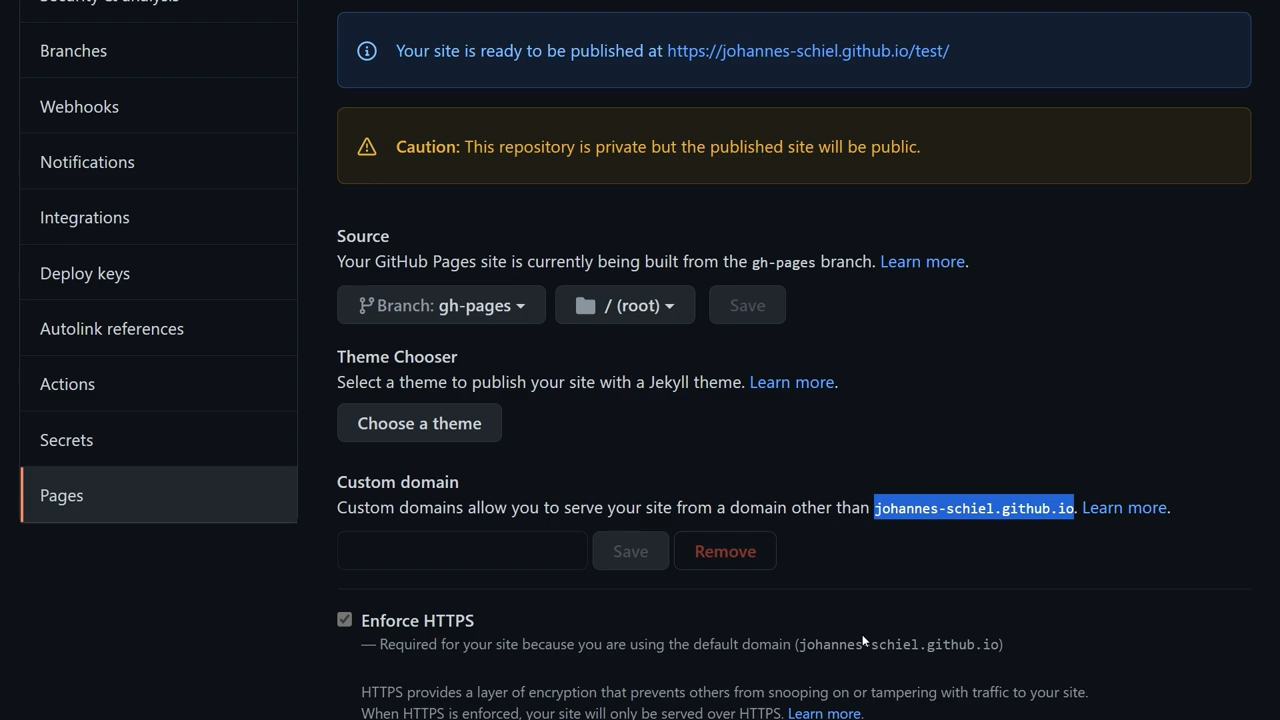 Security & analysis
Branches
Webhooks
Notifications
Integrations
Deploy keys
Autolink references
Actions
Secrets
Pages
Your site is ready to be published at https://johannes-schiel.github.io/test/
Caution: This repository is private but the published site will be public.
Source
Your GitHub Pages site is currently being built from the gh-pages branch. Learn more.
Branch: gh-pages
/ (root)
Save
Theme Chooser
Select a theme to publish your site with a Jekyll theme. Learn more.
Choose a theme
Custom domain
Custom domains allow you to serve your site from a domain other than johannes-schiel.github.io. Learn more.
Save
Remove
Enforce HTTPS
— Required for your site because you are using the default domain (johannes-schiel.github.io)
HTTPS provides a layer of encryption that prevents others from snooping on or tampering with traffic to your site.
When HTTPS is enforced, your site will only be served over HTTPS. Learn more.